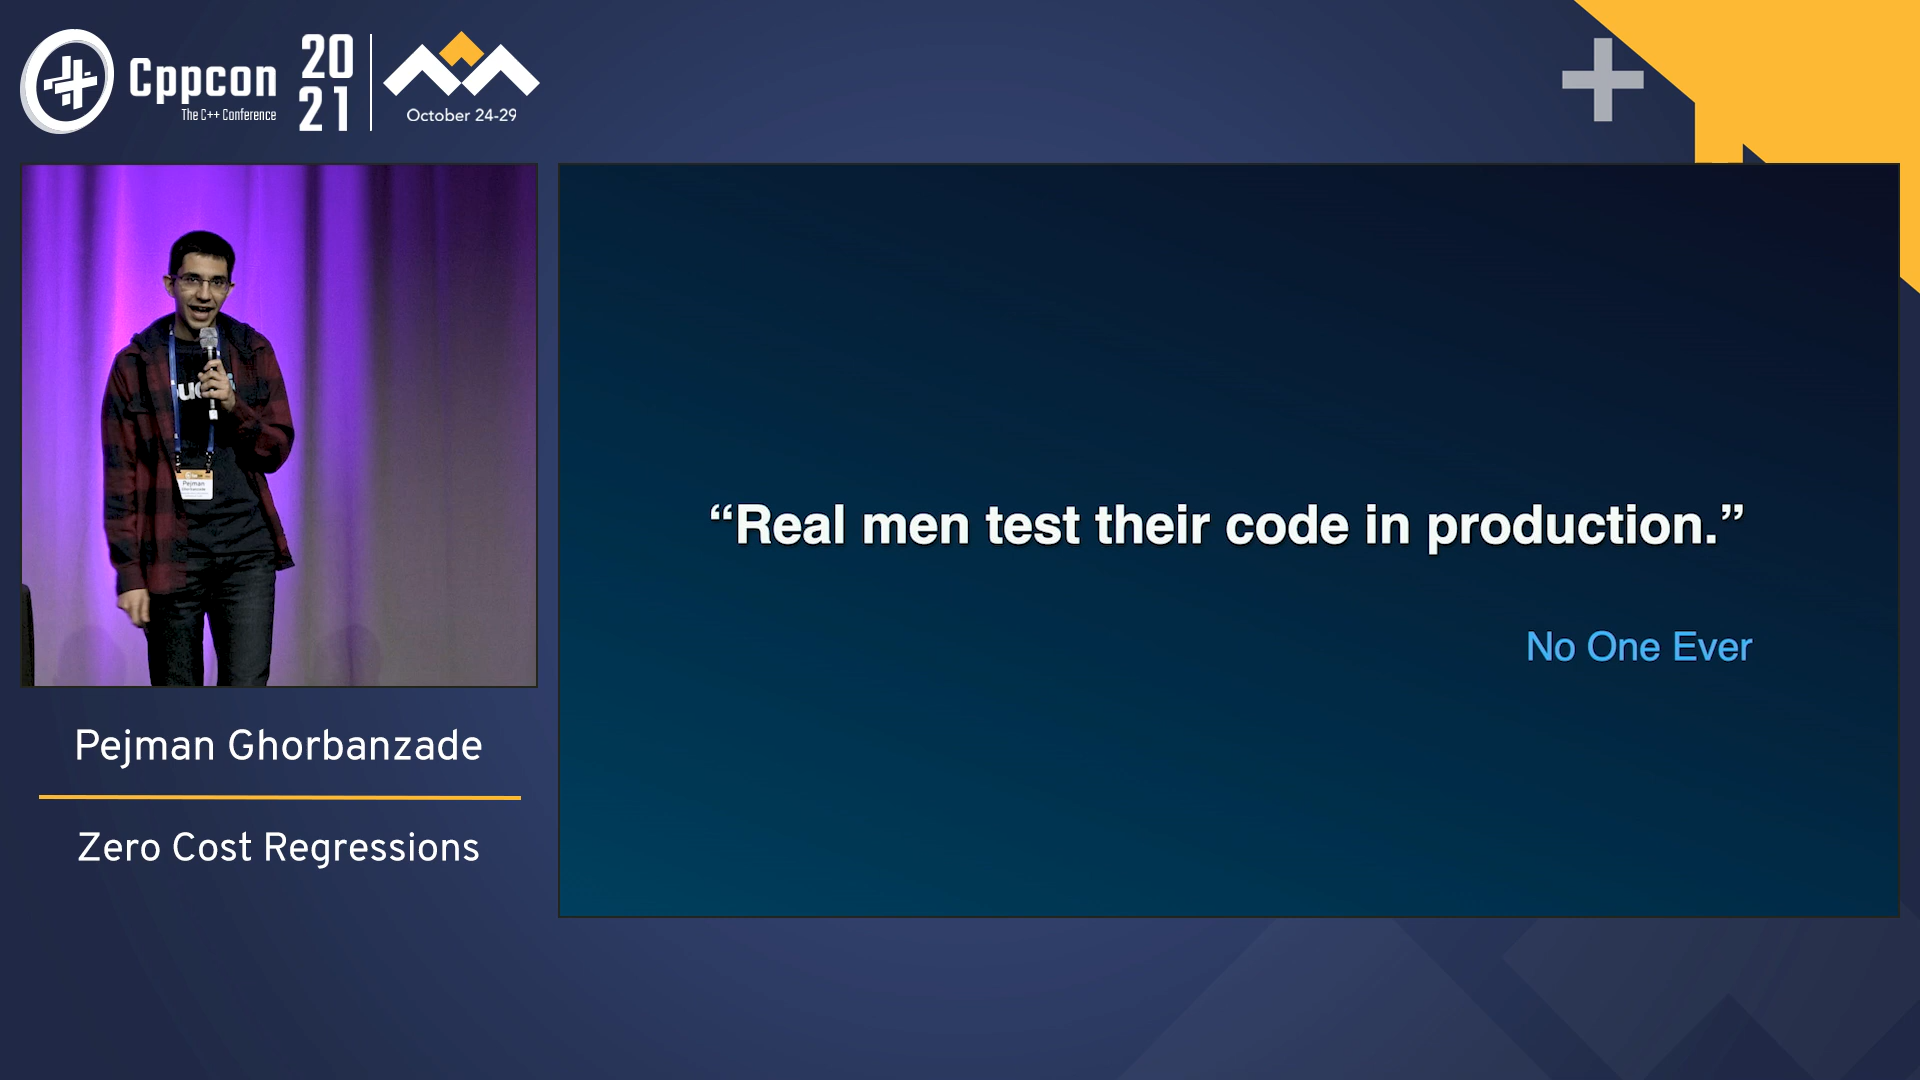 Cppcon
The C++ Conference
20
21
October 24-29
Pejman
Pejman Ghorbanzade
Zero Cost Regressions
“Real men test their code in production.”
No One Ever